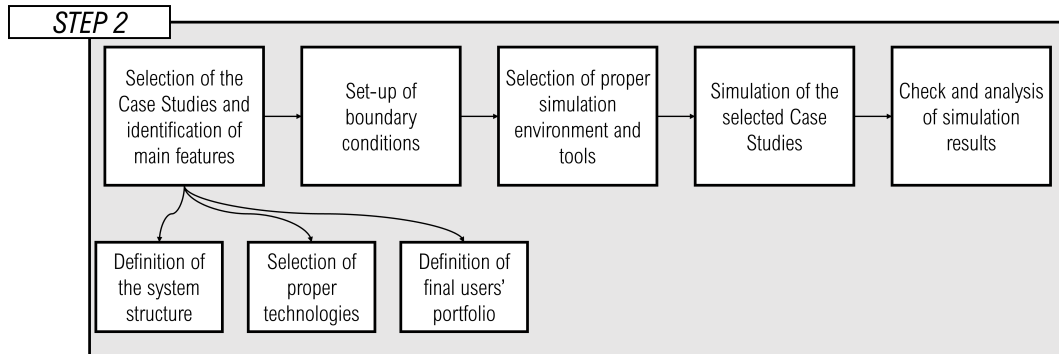 STEP 2
Selection of the
Case Studies and
identification of
main features
Set-up of
boundary
conditions
Selection of proper
simulation
environment and
tools
Simulation of the
selected Case
Studies
Check and analysis
of simulation
results
Definition of
the system
structure
Selection of
proper
technologies
Definition of
final users'
portfolio